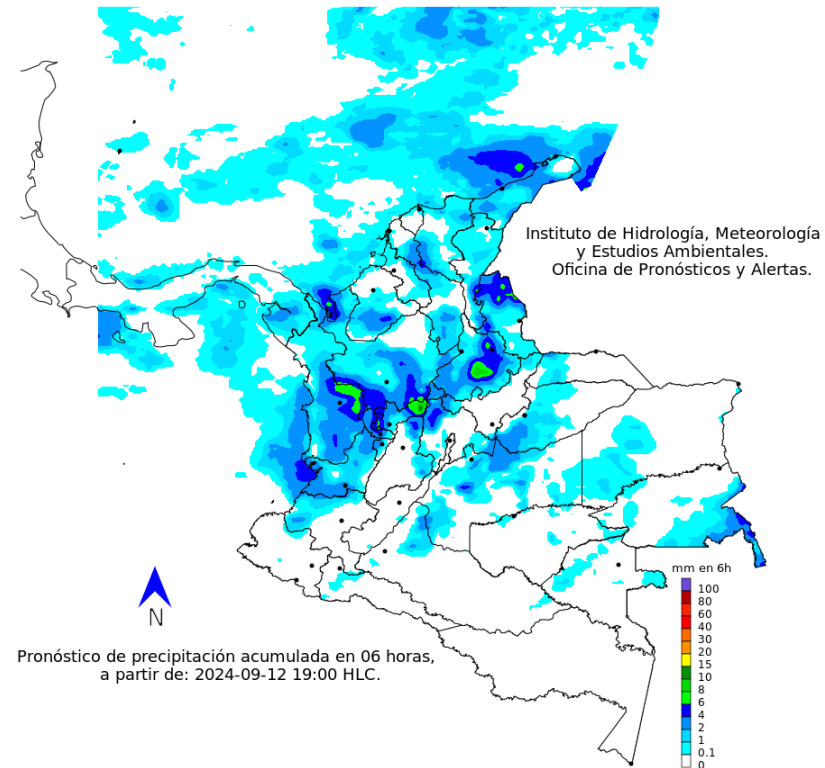 Instituto de Hidrología, Meteorología
y Estudios Ambientales.
Oficina de Pronósticos y Alertas.
mm en 6h
100
80
60
40
30
20
15
10
8
6
4
2
1
0.1
0
N
Pronóstico de precipitación acumulada en 06 horas,
a partir de: 2024-09-12 19:00 HLC.